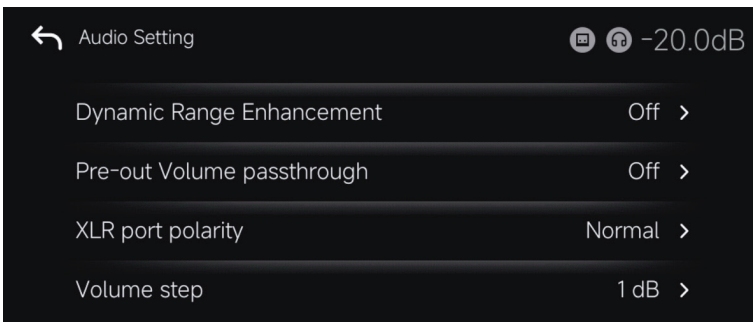 Audio Setting -20.0dB
Dynamic Range Enhancement Off
Pre-out Volume passthrough Off
XLR port polarity Normal
Volume step 1 dB